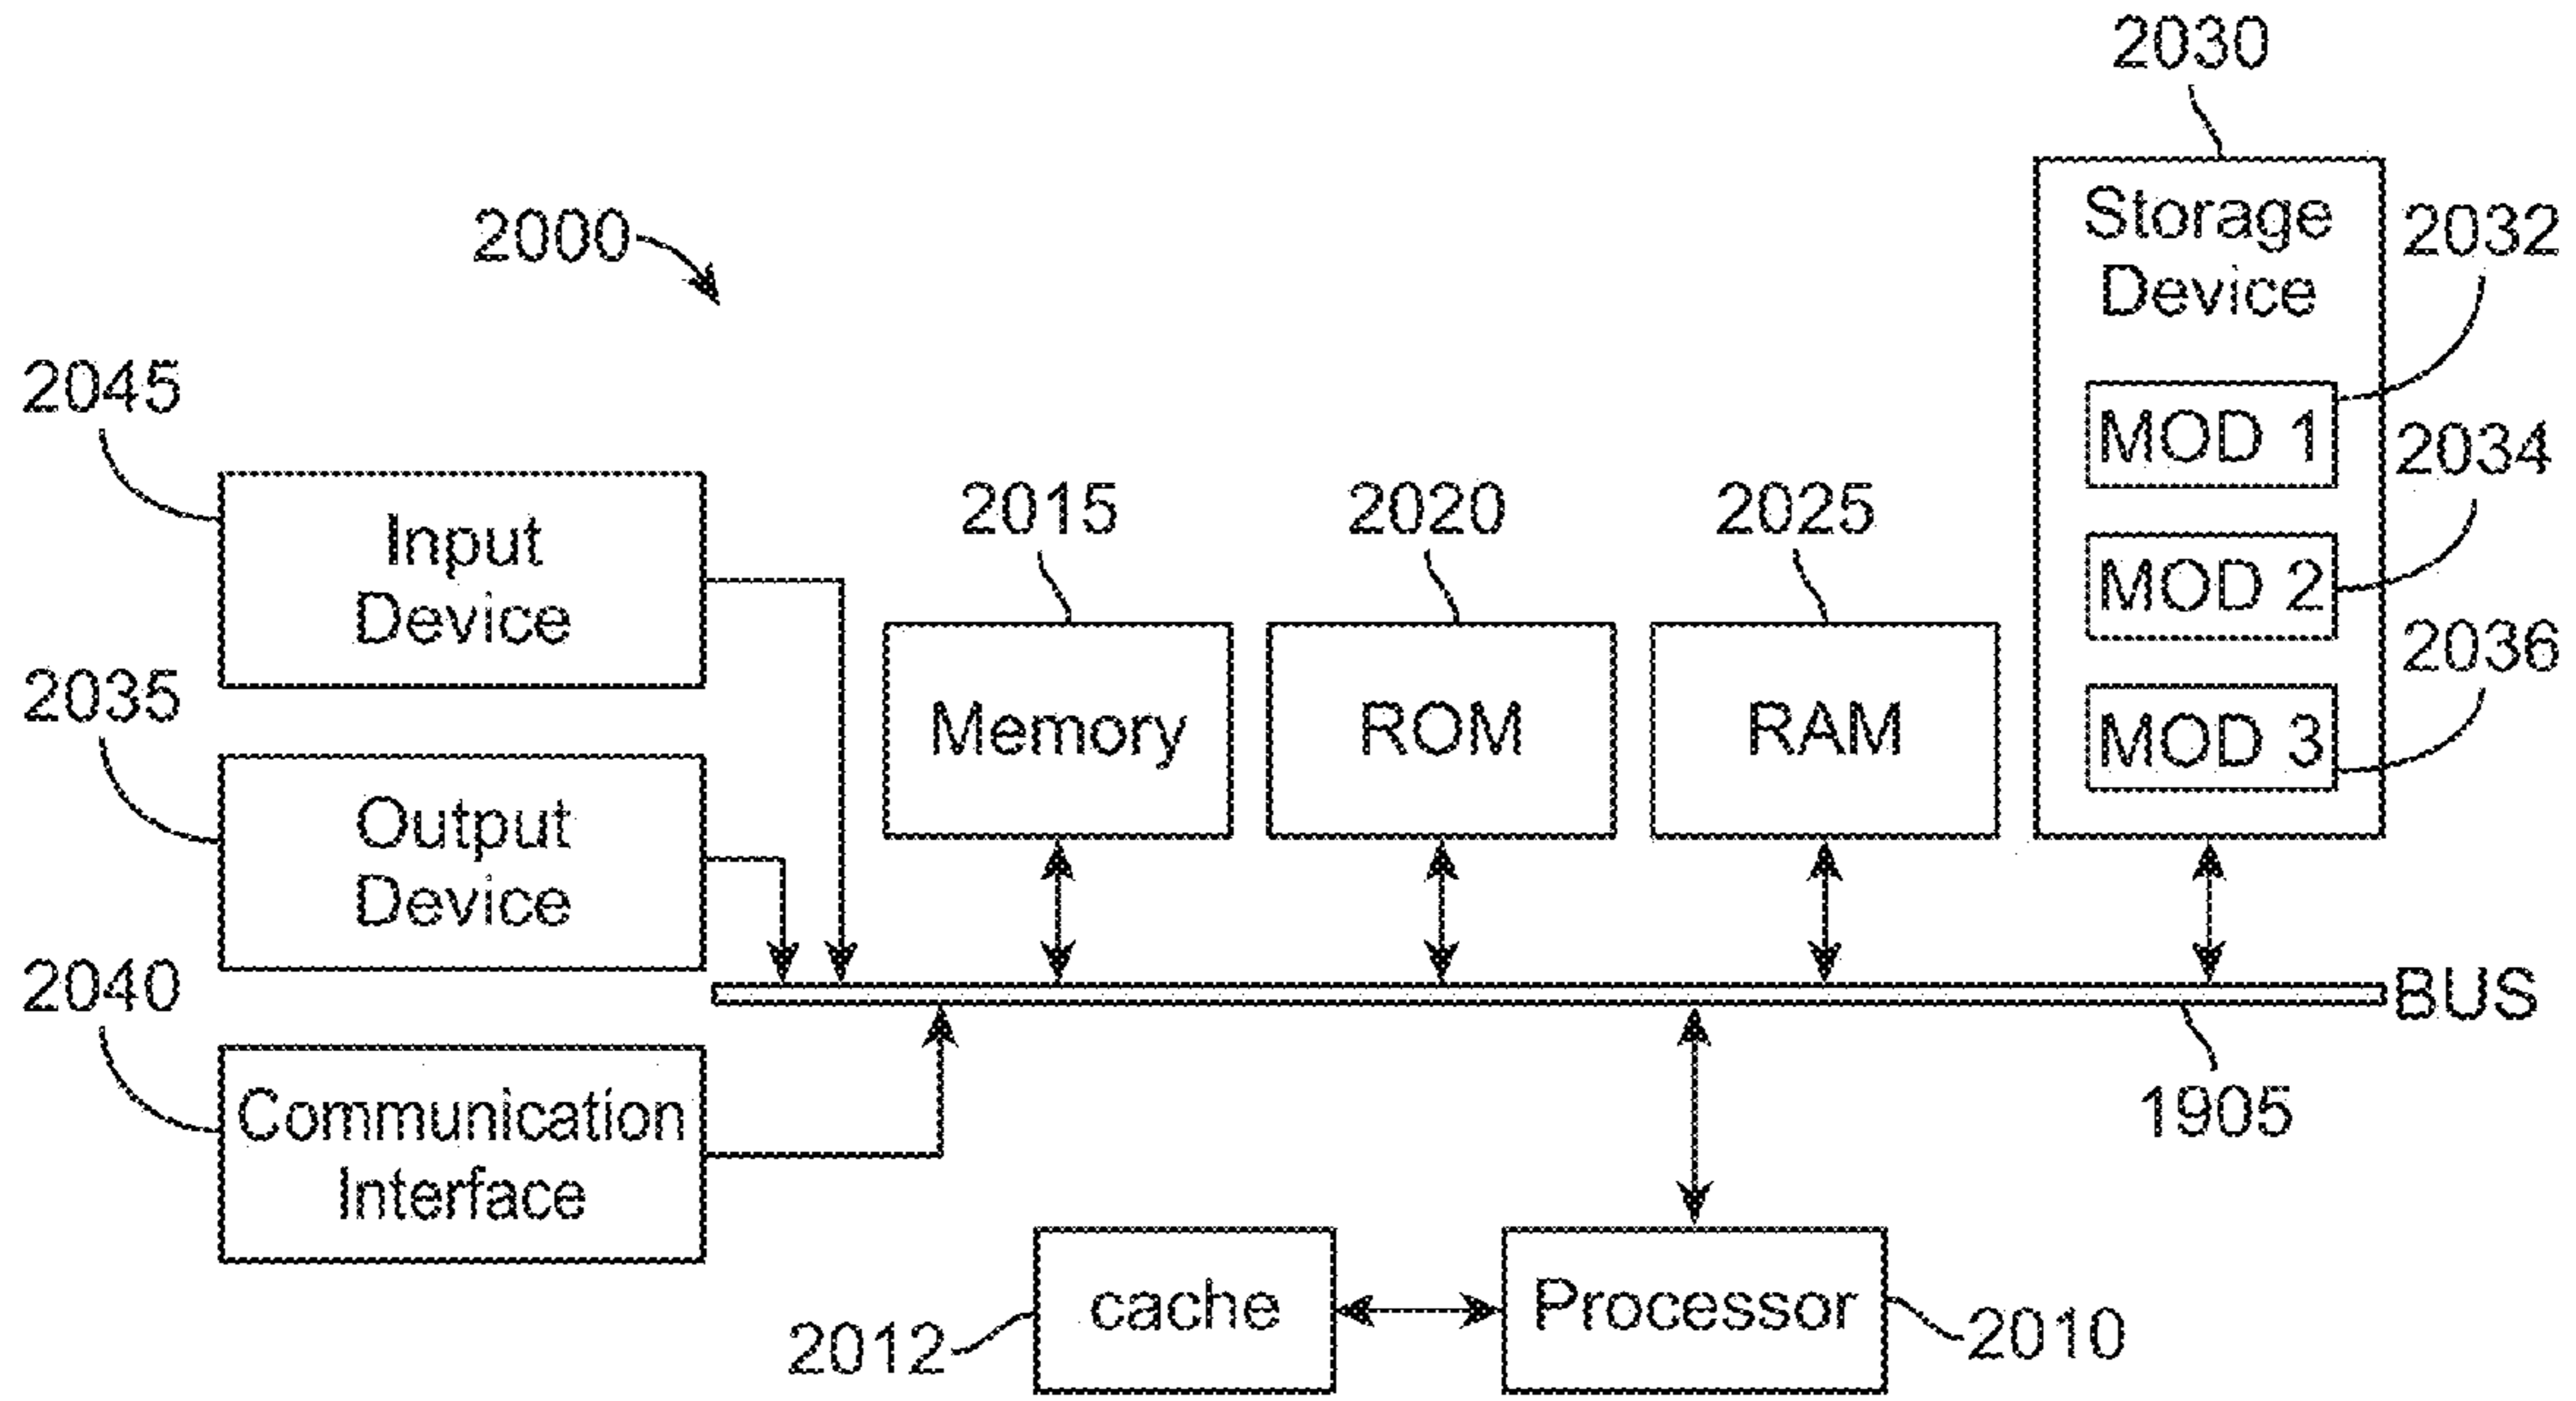 2030
2000
Storage
Device
2032
2045
MOD 1
2034
Input
Device
2015
2020
2025
MOD 2
2036
2035
Memory
ROM
RAM
MOD 3
Output
Device
2040
BUS
Communication
Interface
1905
cache
Processor
2012
2010